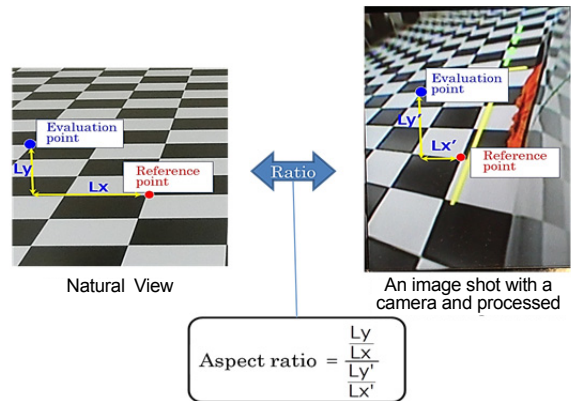 Evaluation
point
Ly
Lx
Reference
point
Natural View
Ratio
Evaluation
point
Ly'
Lx'
Reference
point
An image shot with a
camera and processed
Aspect ratio = Ly
Lx
Ly'
Lx'